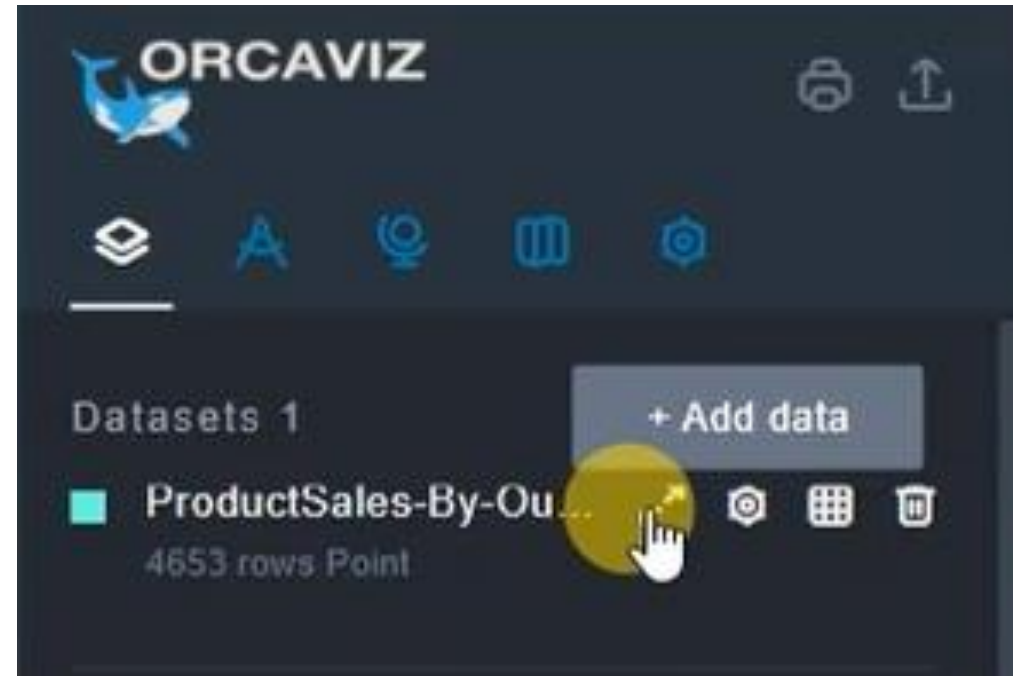 ORCAVIZ
Datasets 1
+ Add data
ProductSales-By-Ou...
4653 rows Point